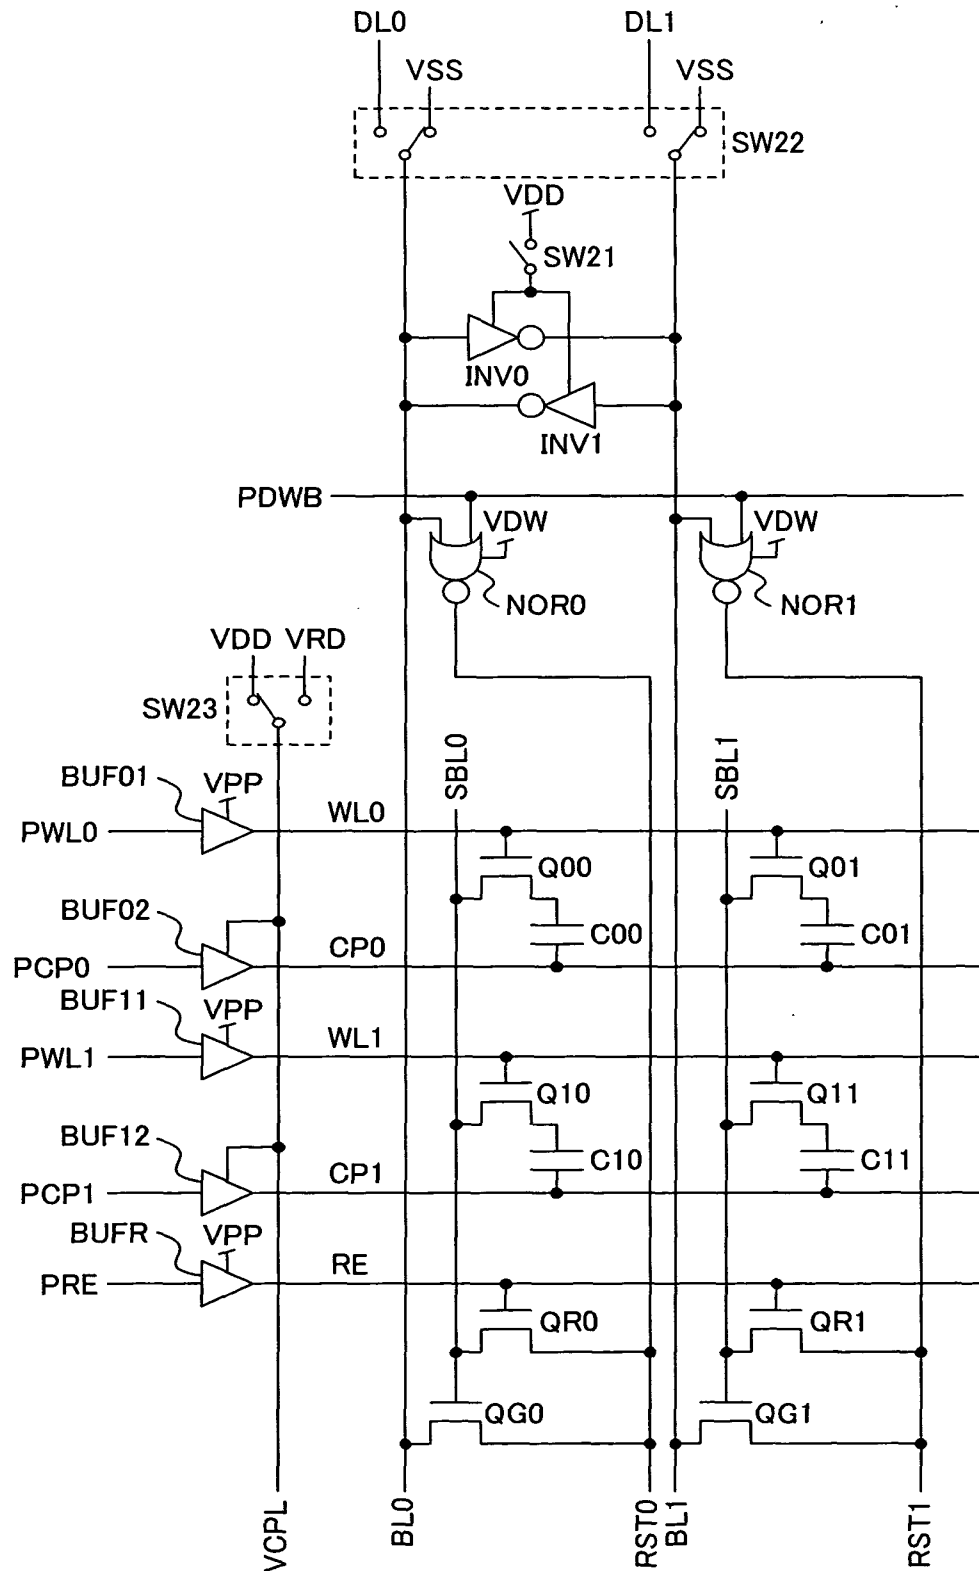 DL0 DL1
VSS VSS
SW22
VDD
SW21
INV0
INV1
PDWB
VDW VDW
NOR0 NOR1
VDD VRD
SW23
SBL0 SBL1
BUF01
VPP
WL0
PWL0
Q00 Q01
BUF02
C00 C01
CP0
PCP0
BUF11
VPP
WL1
PWL1
Q10 Q11
BUF12
C10 C11
CP1
PCP1
BUFR
VPP
RE
PRE
QR0 QR1
QG0 QG1
VCPL BL0 RST0 BL1 RST1